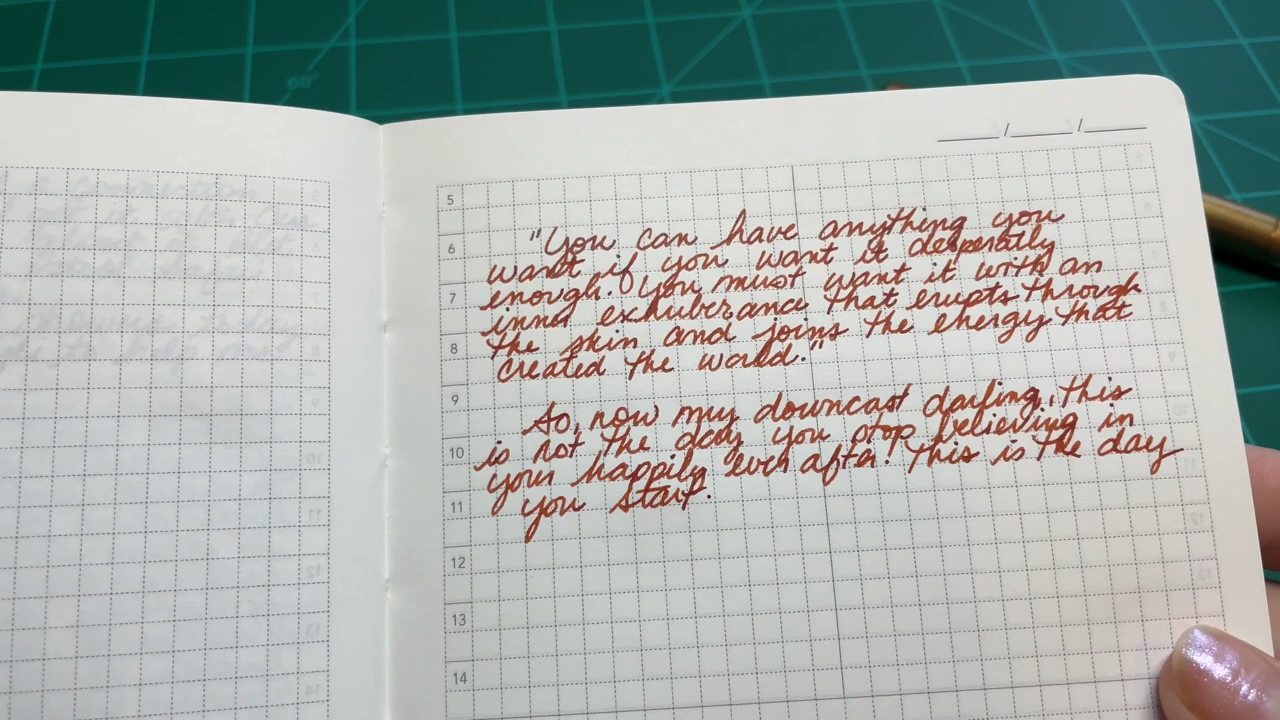 / /
5
6
7
8
9
10
11
12
13
14
"You can have anything you
want if you want it desperatly
enough. You must want it with an
inner exhuberance that erupts through
the skin and joins the energy that
created the world."
So, now my downcast darling, this
is not the day you stop believing in
your happily ever after! This is the day
you start.